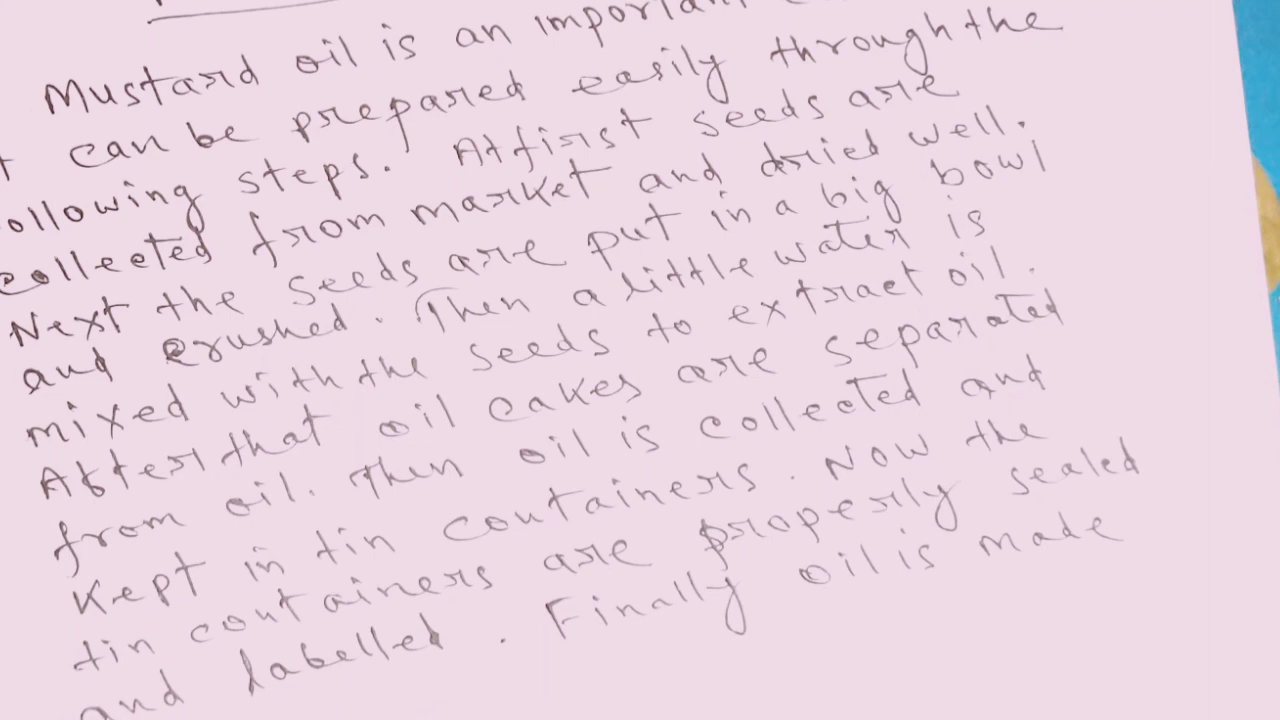 Mustard oil is an important
can be prepared easily through the
ollowing steps. At first seeds are
collected from market and dried well.
Next the seeds are put in a big bowl
and crushed. Then a little water is
mixed with the seeds to extract oil.
After that oil cakes are separated
from oil. Then oil is collected and
kept in tin containers. Now the
tin containers are properly sealed
and labelled. Finally oil is made